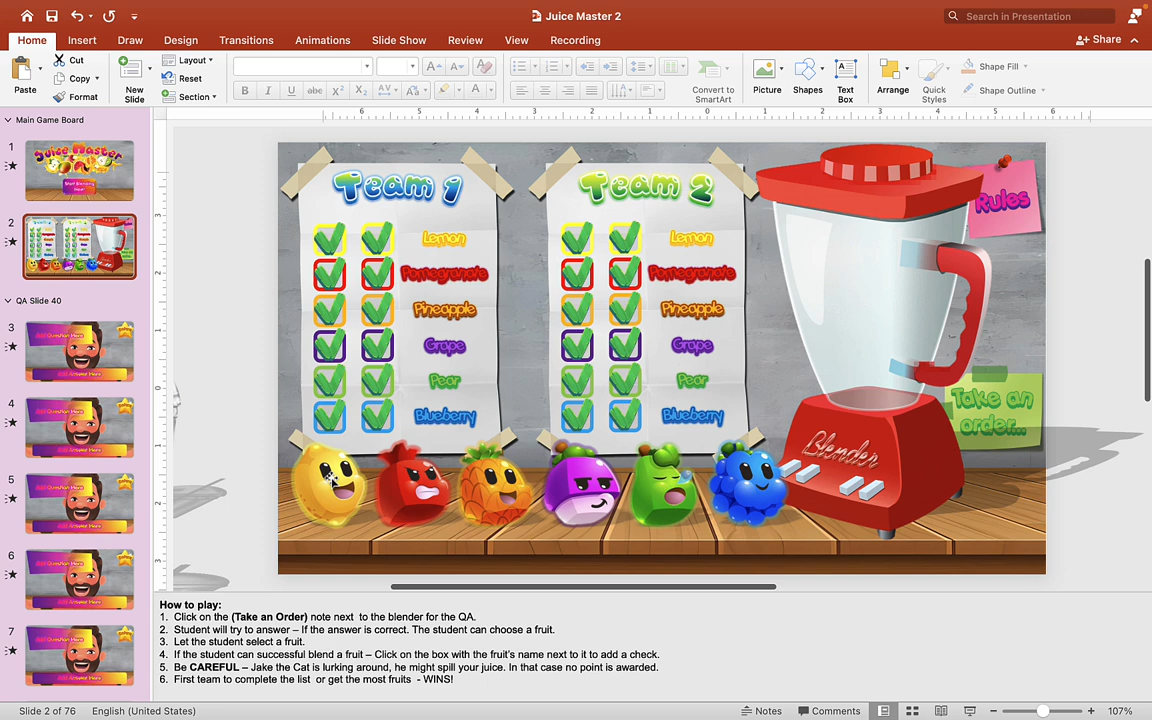 Juice Master 2
Search in Presentation
Home Insert Draw Design Transitions Animations Slide Show Review View Recording
Share
Paste
Cut
Copy
Format
New Slide
Layout
Reset
Section
Convert to SmartArt
Picture
Shapes
Text Box
Arrange
Quick Styles
Shape Fill
Shape Outline
Main Game Board
1
Juice Master
2
QA Slide 40
3
4
5
6
7
Team 1
Lemon
Pomegranate
Pineapple
Grape
Pear
Blueberry
Team 2
Lemon
Pomegranate
Pineapple
Grape
Pear
Blueberry
Rules
Take an
order...
Blender
How to play:
1. Click on the (Take an Order) note next to the blender for the QA.
2. Student will try to answer – If the answer is correct. The student can choose a fruit.
3. Let the student select a fruit.
4. If the student can successful blend a fruit – Click on the box with the fruit's name next to it to add a check.
5. Be CAREFUL – Jake the Cat is lurking around, he might spill your juice. In that case no point is awarded.
6. First team to complete the list or get the most fruits - WINS!
Slide 2 of 76 English (United States) Notes Comments 107%